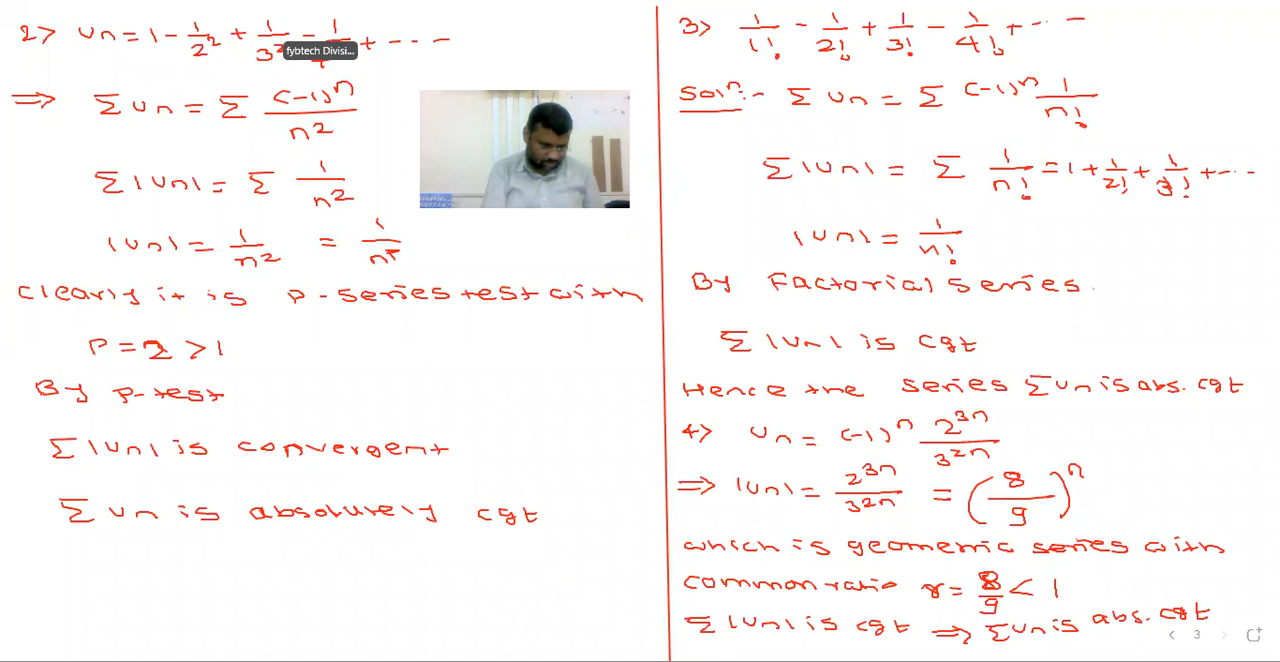 2> un = 1 - 1/2² + 1/3² - 1/ + ----
fybtech Divisi...
⇒ Σ un = Σ (-1)ⁿ/n²
Σ |un| = Σ 1/n²
|un| = 1/n² = 1/nᴾ
clearly it is P-series test with
P = 2 > 1
By p-test
Σ |un| is convergent
Σ un is absolutely cgt
3> 1/1! - 1/2! + 1/3! - 1/4! + ----
Solⁿ:- Σ un = Σ (-1)ⁿ 1/n!
Σ |un| = Σ 1/n! = 1 + 1/2! + 1/3! + ----
|un| = 1/n!
By Factorial series.
Σ |un| is cgt
Hence the series Σ un is abs. cgt
4> un = (-1)ⁿ 2³ⁿ/3²ⁿ
⇒ |un| = 2³ⁿ/3²ⁿ = (8/9)ⁿ
which is geometric series with
common ratio r = 8/9 < 1
Σ |un| is cgt ⇒ Σ un is abs. cgt
< 3 >